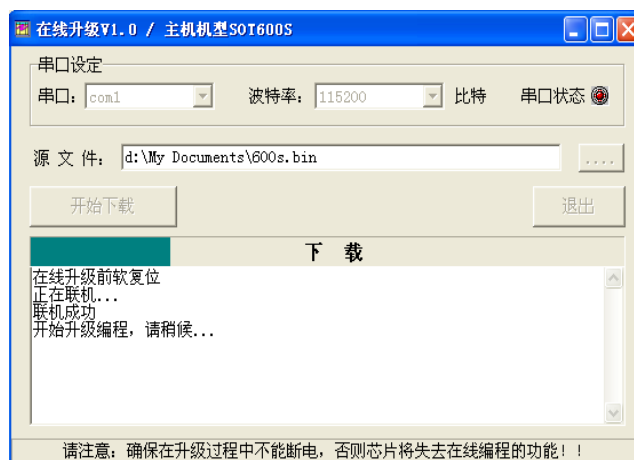 在线升级V1.0 / 主机机型SOT600S
串口设定
串口: com1 波特率: 115200 比特 串口状态
源 文 件: d:\My Documents\600s.bin ....
开始下载 退出
下 载
在线升级前软复位
正在联机...
联机成功
开始升级编程, 请稍候...
请注意: 确保在升级过程中不能断电, 否则芯片将失去在线编程的功能! !